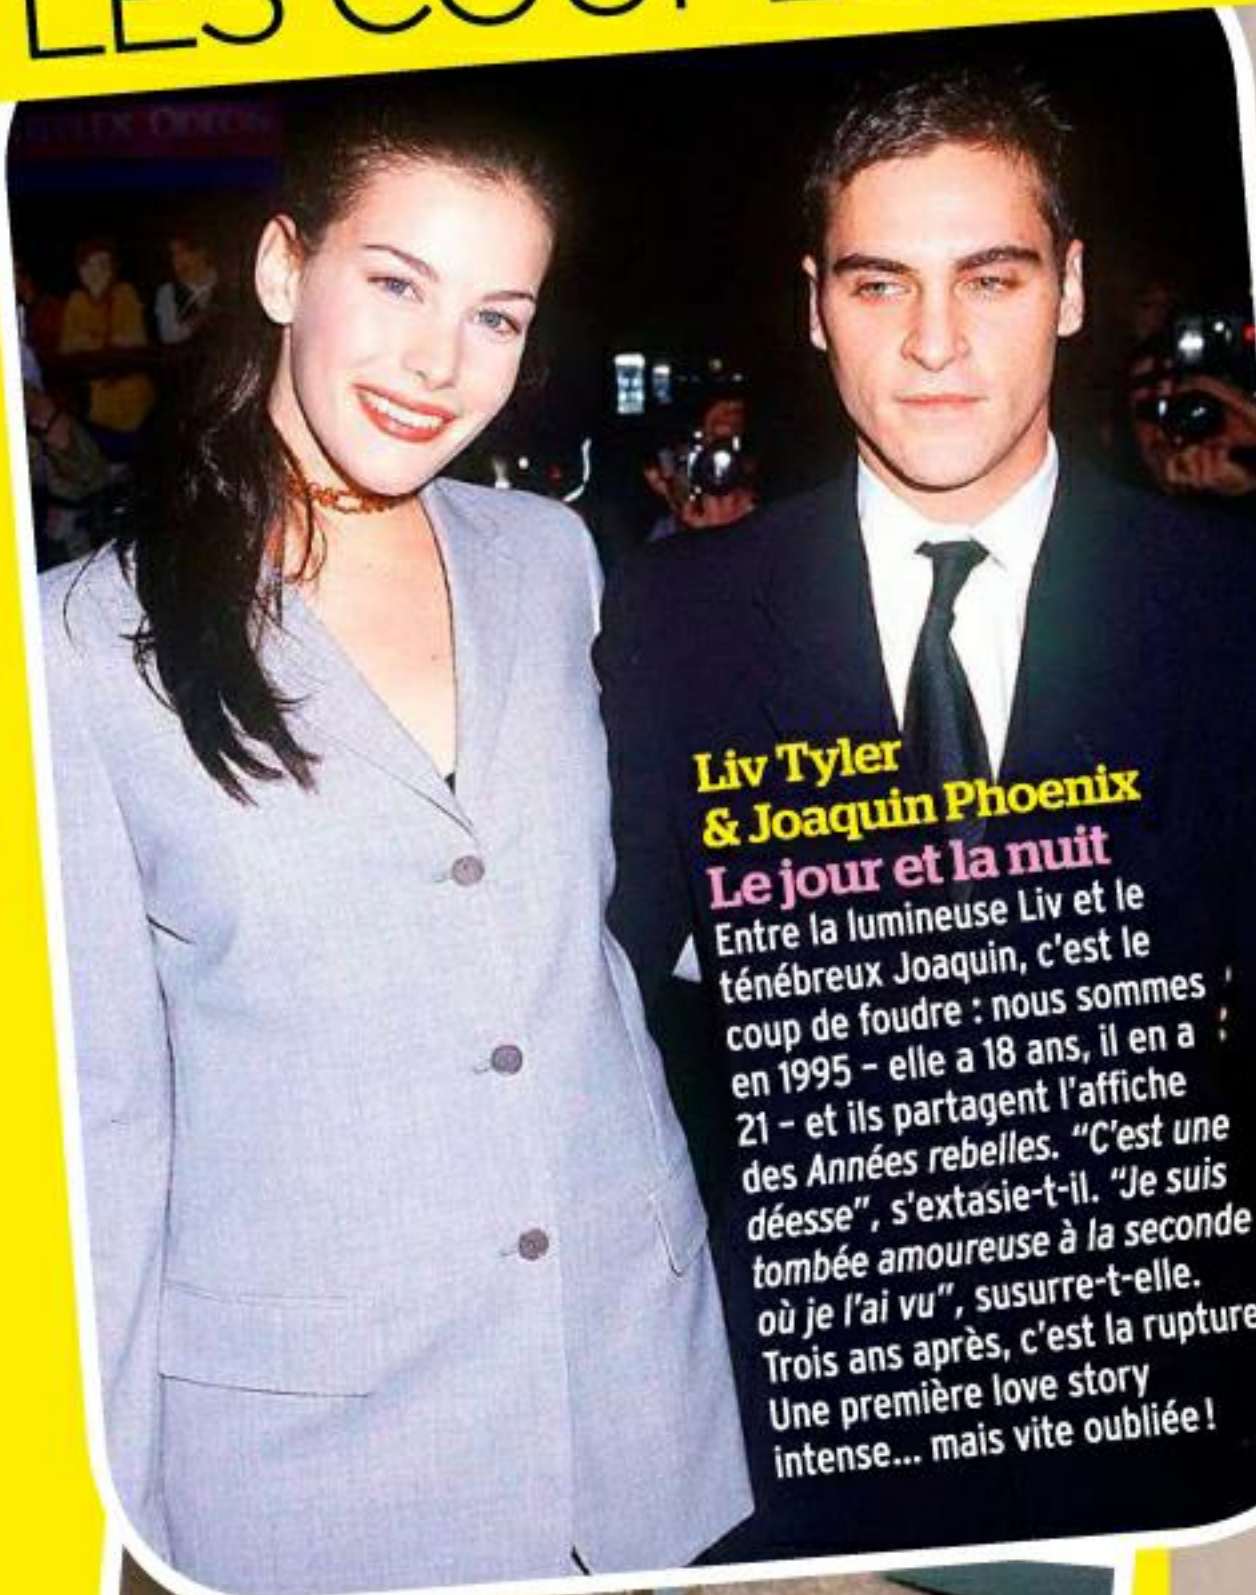 LES COUPLE
ODEON
Liv Tyler
& Joaquin Phoenix
Le jour et la nuit
Entre la lumineuse Liv et le
ténébreux Joaquin, c'est le
coup de foudre : nous sommes
en 1995 – elle a 18 ans, il en a
21 – et ils partagent l'affiche
des Années rebelles. “C'est une
déesse”, s'extasie-t-il. “Je suis
tombée amoureuse à la seconde
où je l'ai vu”, susurre-t-elle.
Trois ans après, c'est la rupture
Une première love story
intense... mais vite oubliée !